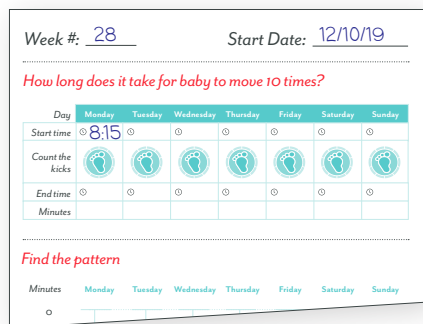 Week #: 28 Start Date: 12/10/19
How long does it take for baby to move 10 times?
Day Monday Tuesday Wednesday Thursday Friday Saturday Sunday
Start time 8:15
Count the
kicks
End time
Minutes
Find the pattern
Minutes Monday Tuesday Wednesday Thursday Friday Saturday Sunday
0